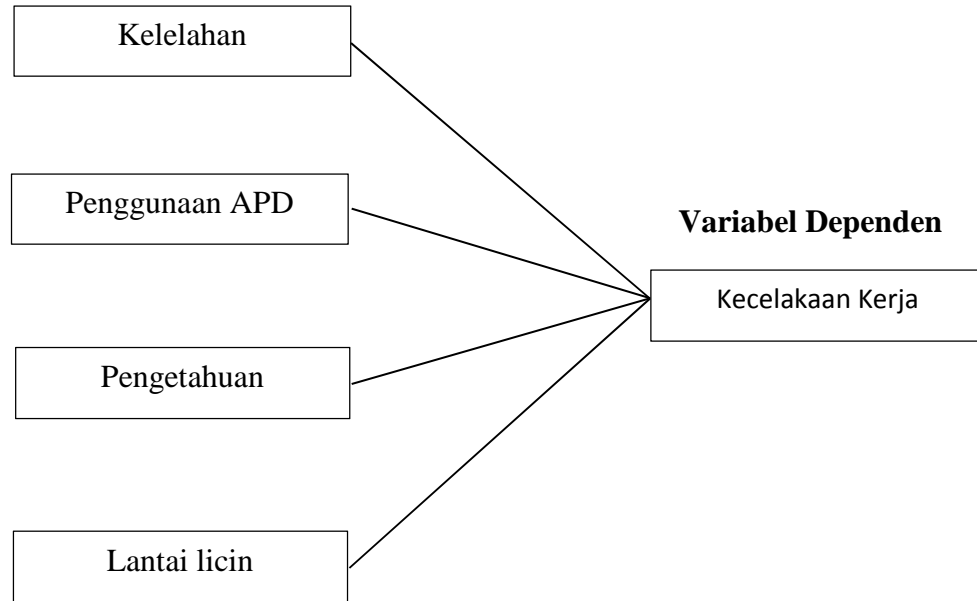 Kelelahan
Penggunaan APD
Variabel Dependen
Kecelakaan Kerja
Pengetahuan
Lantai licin